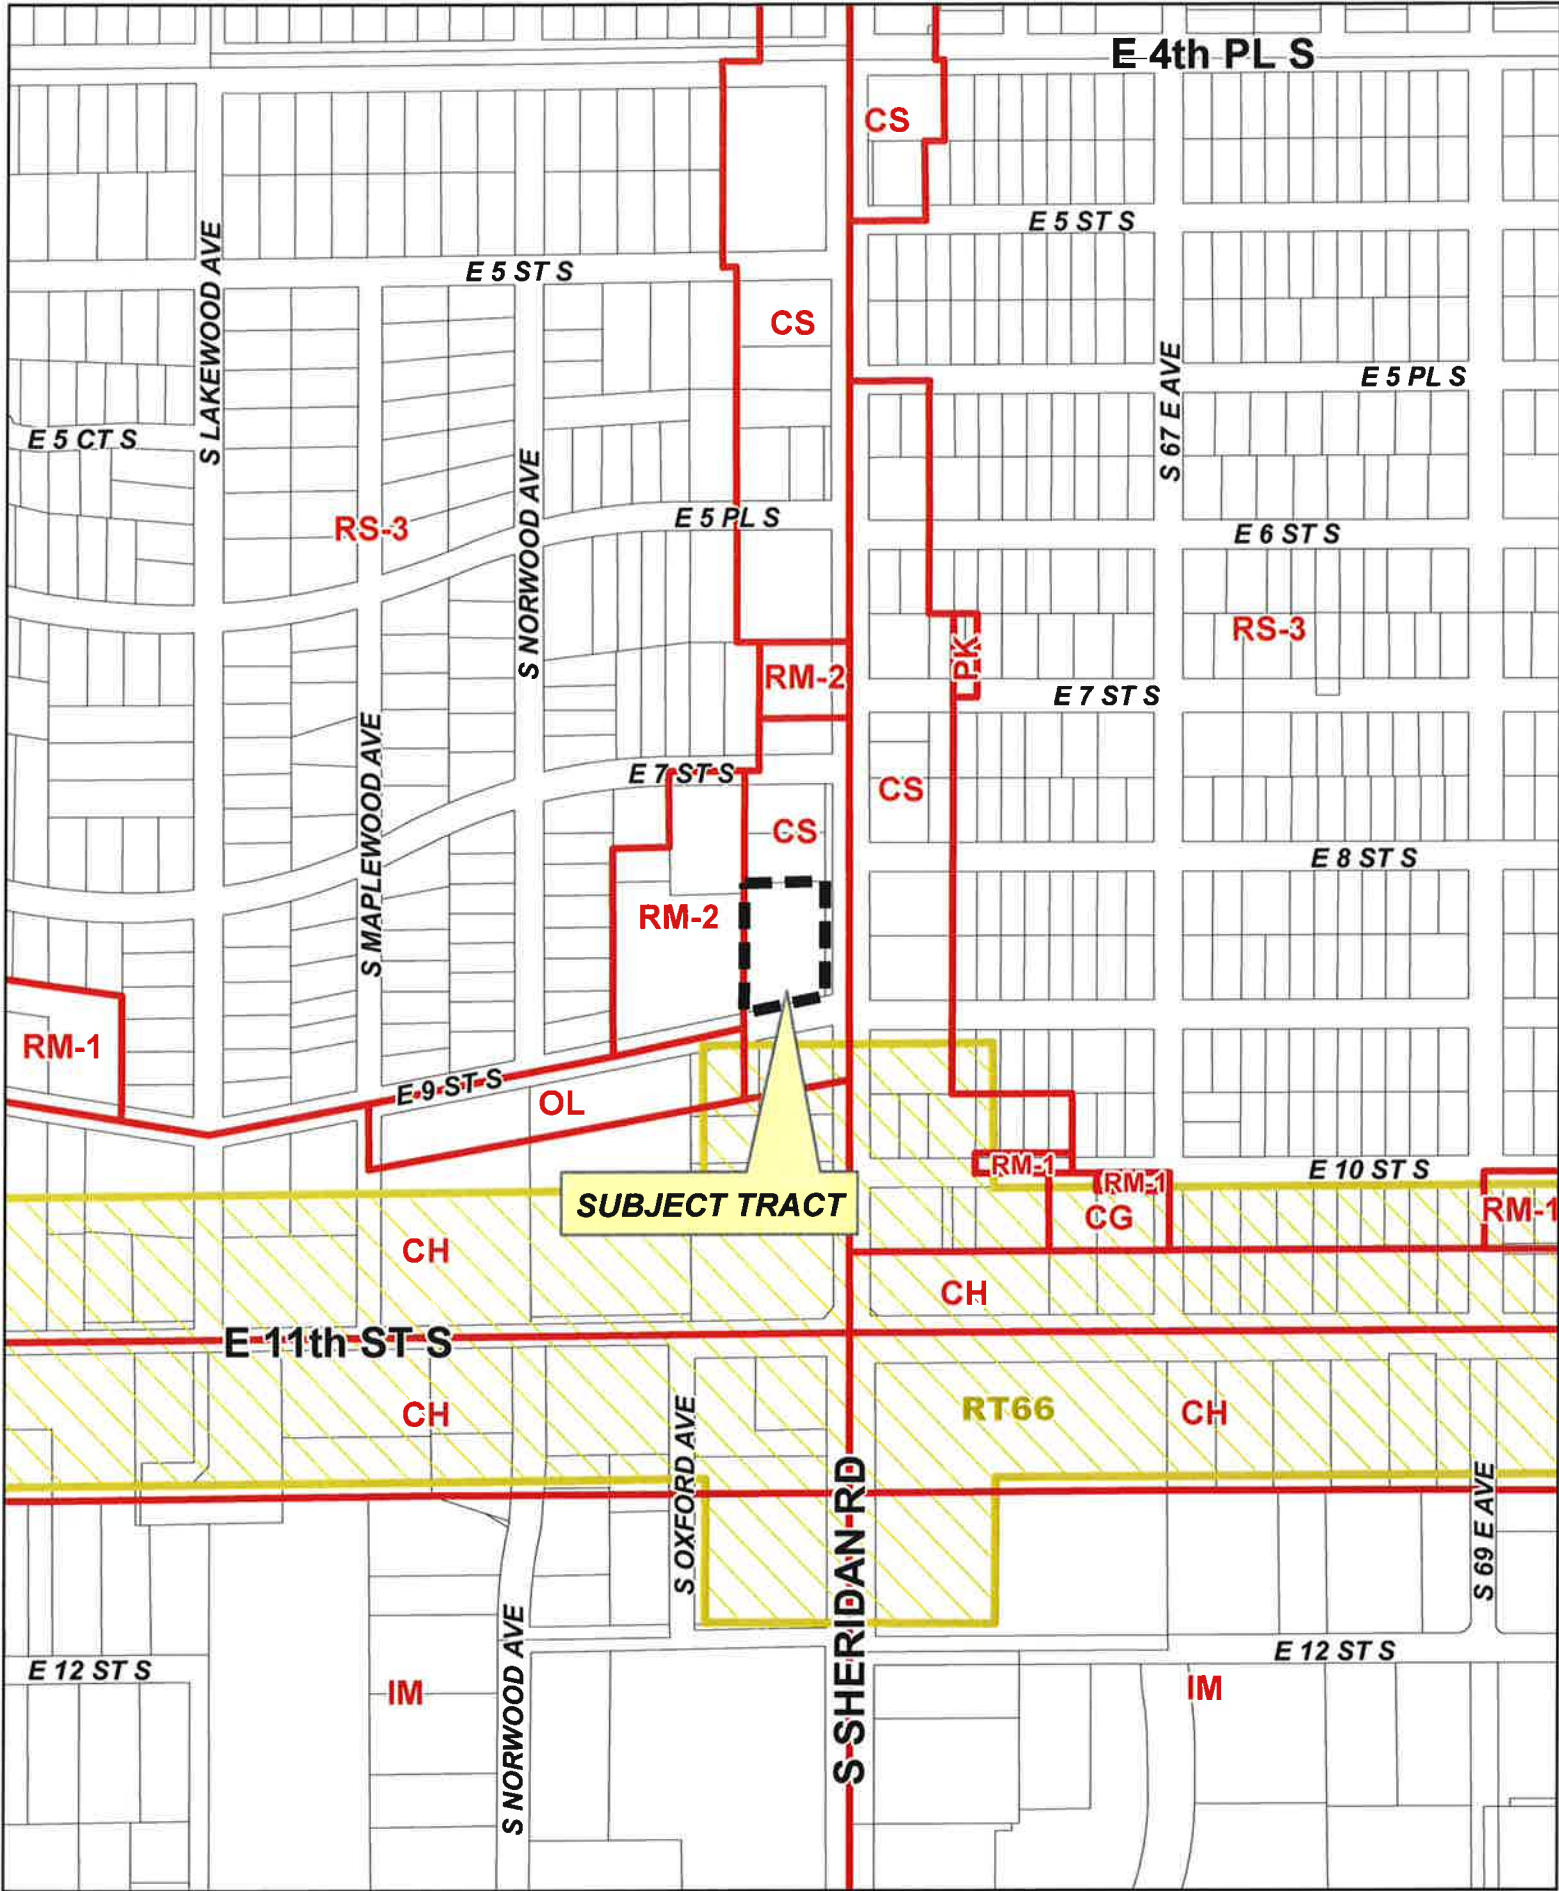 E 4th PL S
CS
E 5 ST S
S LAKEWOOD AVE
E 5 ST S
CS
S 67 E AVE
E 5 PL S
E 5 CT S
S NORWOOD AVE
RS-3
E 5 PL S
E 6 ST S
RS-3
PK
RM-2
E 7 ST S
S MAPLEWOOD AVE
E 7 ST S
CS
CS
E 8 ST S
RM-2
RM-1
E 9 ST S
OL
RM-1
E 10 ST S
RM-1
SUBJECT TRACT
CG
RM-1
CH
CH
E 11th ST S
CH
RT66
CH
S OXFORD AVE
S SHERIDAN RD
S 69 E AVE
S NORWOOD AVE
E 12 ST S
E 12 ST S
IM
IM